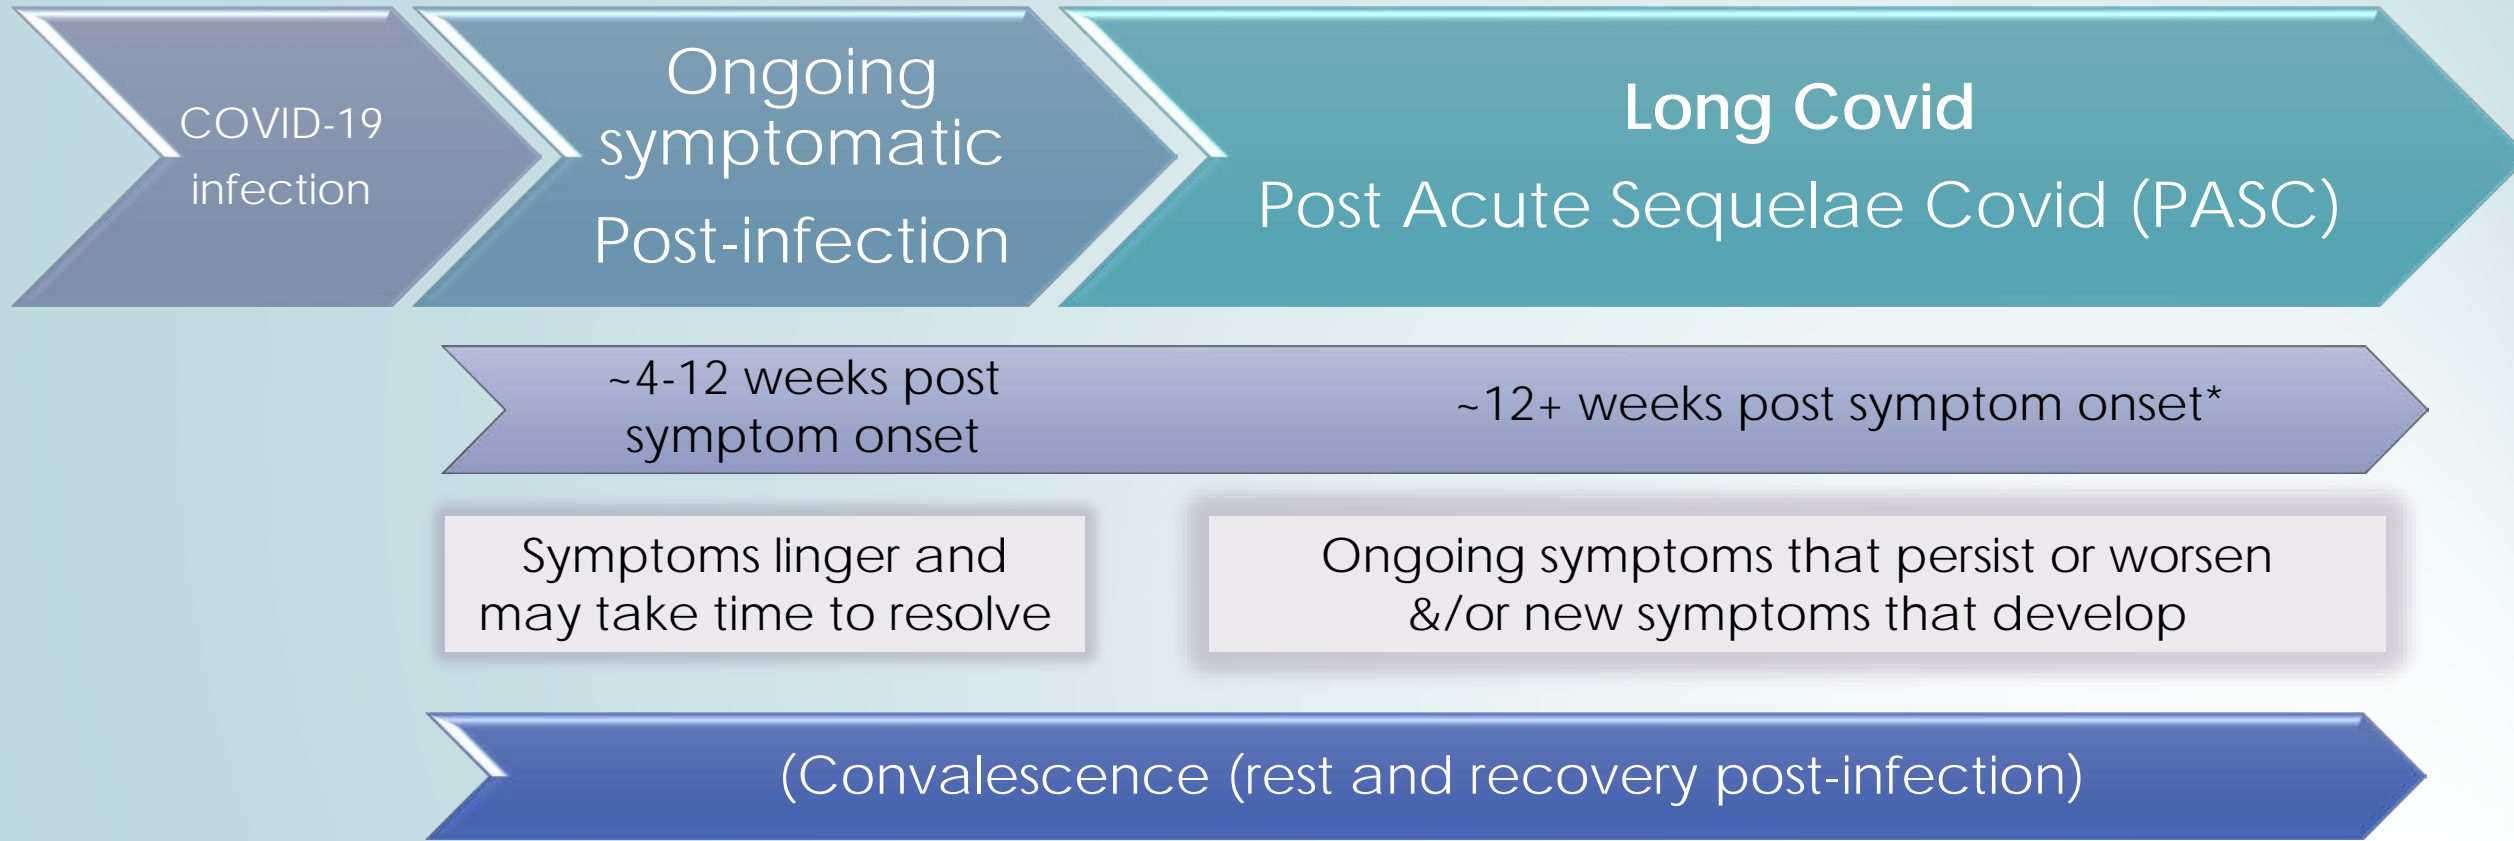 COVID-19
infection
Ongoing
symptomatic
Post-infection
Long Covid
Post Acute Sequelae Covid (PASC)
~4-12 weeks post
symptom onset
~12+ weeks post symptom onset*
Symptoms linger and
may take time to resolve
Ongoing symptoms that persist or worsen
&/or new symptoms that develop
(Convalescence (rest and recovery post-infection)